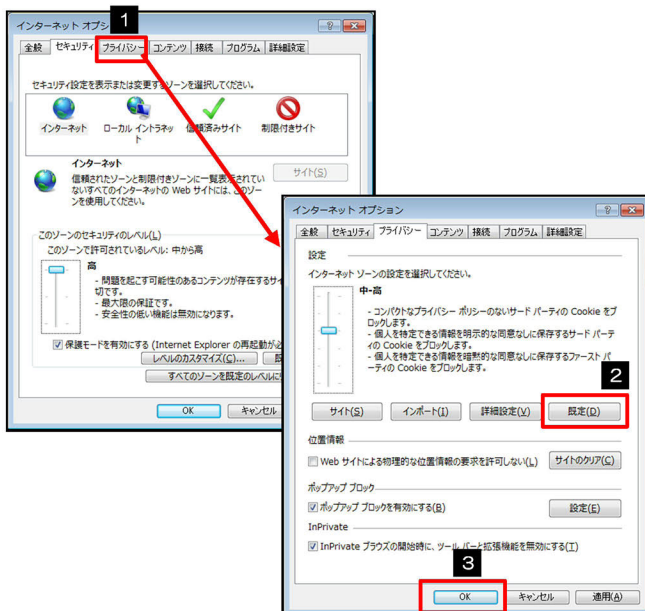 1
インターネット オプシ
全般 セキュリティ プライバシー コンテンツ 接続 プログラム 詳細設定
セキュリティ設定を表示または変更するゾーンを選択してください。
インターネット ローカル イントラネット 信頼済みサイト 制限付きサイト
インターネット
信頼されたゾーンと制限付きゾーンに一覧表示されてい
ないすべてのインターネットの Web サイトには、このゾー
ンを使用してください。
サイト(S)
このゾーンのセキュリティのレベル(L)
このゾーンで許可されているレベル: 中から高
高
- 問題を起こす可能性のあるコンテンツが存在するサイ
切です。
- 最大限の保証です。
- 安全性の低い機能は無効になります。
保護モードを有効にする (Internet Explorer の再起動が必
レベルのカスタマイズ(C)...
すべてのゾーンを既定のレベルに
OK キャンセル
インターネット オプション
全般 セキュリティ プライバシー コンテンツ 接続 プログラム 詳細設定
設定
インターネット ゾーンの設定を選択してください。
中-高
- コンパクトなプライバシー ポリシーのないサード パーティの Cookie をブ
ロックします。
- 個人を特定できる情報を明示的な同意なしに保存するサード パーテ
ィの Cookie をブロックします。
- 個人を特定できる情報を暗黙的な同意なしに保存するファースト パ
ーティの Cookie をブロックします。
2
サイト(S) インポート(I) 詳細設定(V) 既定(D)
位置情報
Web サイトによる物理的な位置情報の要求を許可しない(L) サイトのクリア(C)
ポップアップ ブロック
ポップアップ ブロックを有効にする(B) 設定(E)
InPrivate
InPrivate ブラウズの開始時に、ツール バーと拡張機能を無効にする(T)
3
OK キャンセル 適用(A)